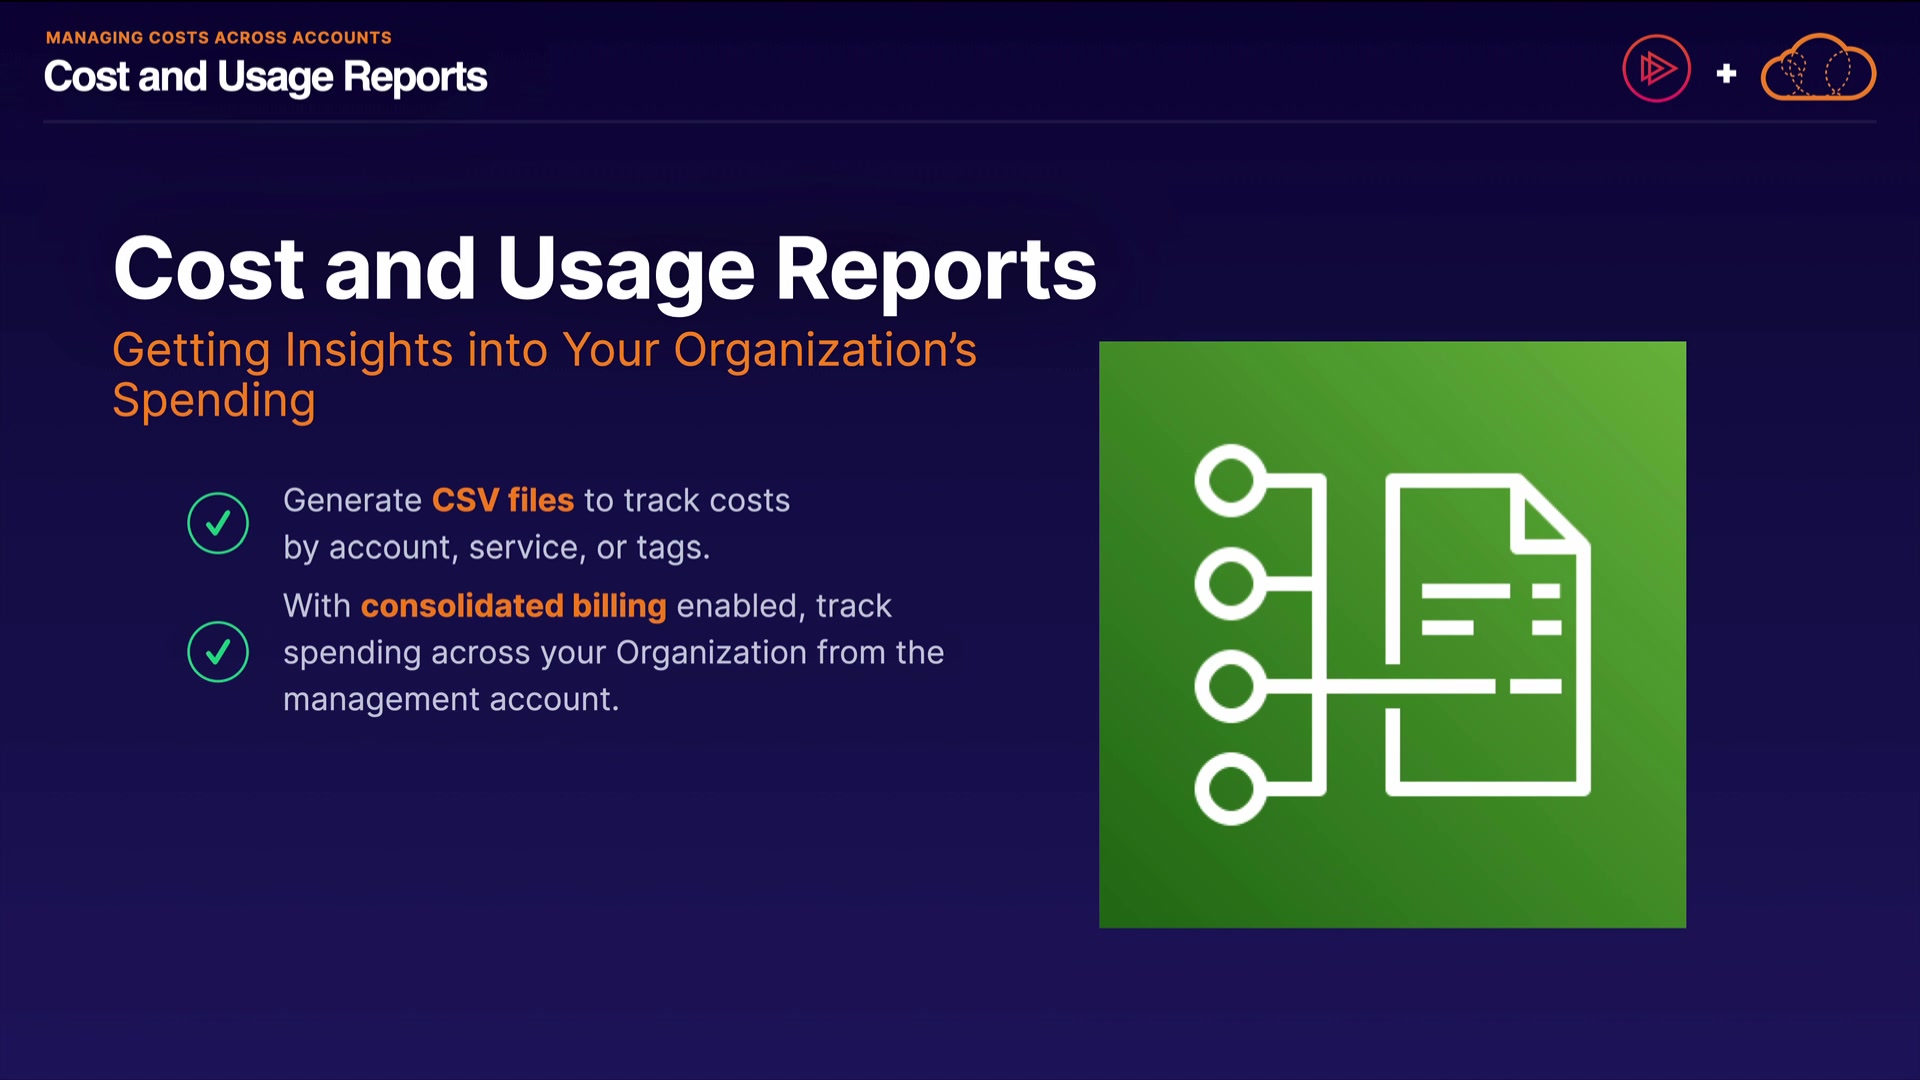 MANAGING COSTS ACROSS ACCOUNTS
Cost and Usage Reports
Cost and Usage Reports
Getting Insights into Your Organization’s
Spending
Generate CSV files to track costs
by account, service, or tags.
With consolidated billing enabled, track
spending across your Organization from the
management account.